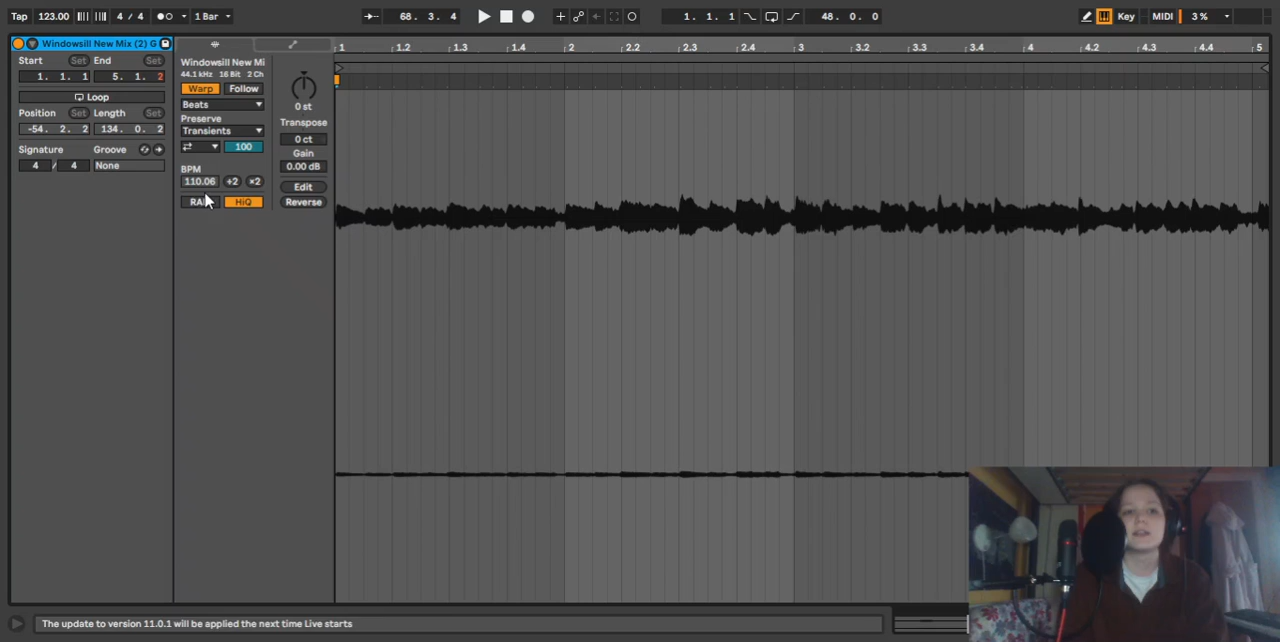 Tap 123.00 4 / 4 1 Bar 68. 3. 4 1. 1. 1 48. 0. 0 Key MIDI 3 %
Windowsill New Mix (2) G
Start Set End Set
1. 1. 1 5. 1. 2
Loop
Position Set Length Set
-54. 2. 2 134. 0. 2
Signature Groove
4 / 4 None
Windowsill New Mi
44.1 kHz 16 Bit 2 Ch
Warp Follow
Beats
Preserve
Transients
100
BPM
110.06 ÷2 ×2
HiQ
0 st
Transpose
0 ct
Gain
0.00 dB
Edit
Reverse
1 1.2 1.3 1.4 2 2.2 2.3 2.4 3 3.2 3.3 3.4 4 4.2 4.3 4.4 5
The update to version 11.0.1 will be applied the next time Live starts